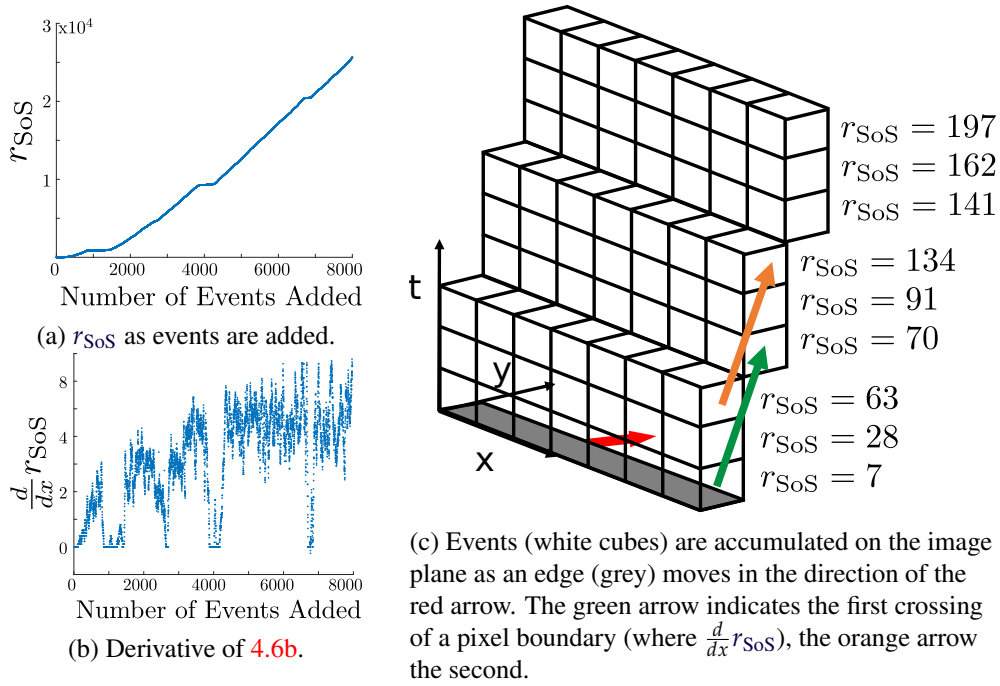 x10⁴
3
2
1
r_SoS
0 2000 4000 6000 8000
Number of Events Added
(a) r_SoS as events are added.
8
4
2
0
d/dx r_SoS
0 2000 4000 6000 8000
Number of Events Added
(b) Derivative of 4.6b.
t
y
x
r_SoS = 197
r_SoS = 162
r_SoS = 141
r_SoS = 134
r_SoS = 91
r_SoS = 70
r_SoS = 63
r_SoS = 28
r_SoS = 7
(c) Events (white cubes) are accumulated on the image
plane as an edge (grey) moves in the direction of the
red arrow. The green arrow indicates the first crossing
of a pixel boundary (where d/dx r_SoS), the orange arrow
the second.